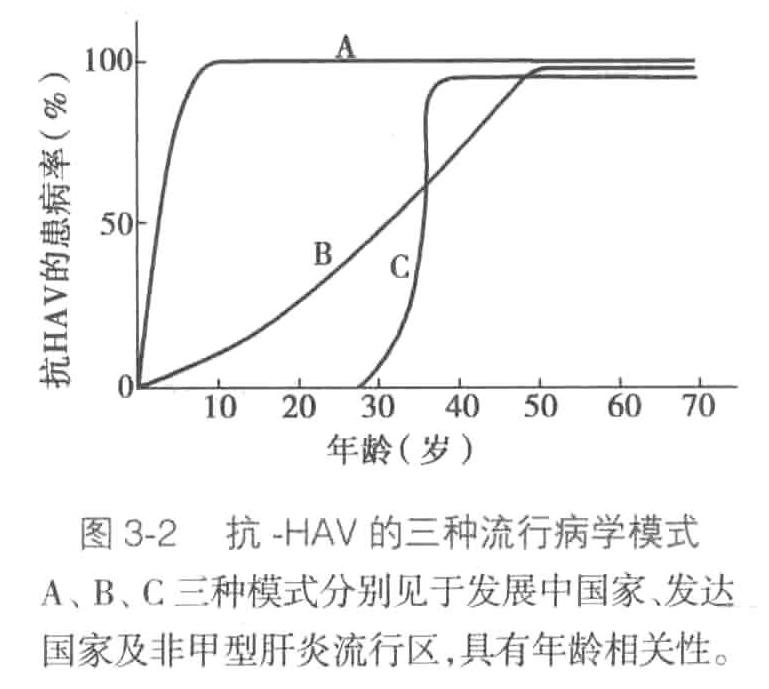 抗HAV的患病率(%)
100
50
0
A
B
C
10 20 30 40 50 60 70
年龄(岁)
图 3-2 抗 -HAV 的三种流行病学模式
A、B、C 三种模式分别见于发展中国家、发达
国家及非甲型肝炎流行区,具有年龄相关性。